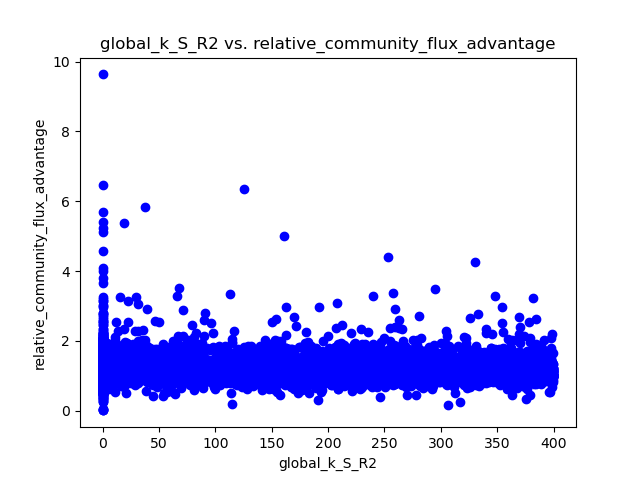 global_k_S_R2 vs. relative_community_flux_advantage
10
8
6
4
2
0
relative_community_flux_advantage
0 50 100 150 200 250 300 350 400
global_k_S_R2